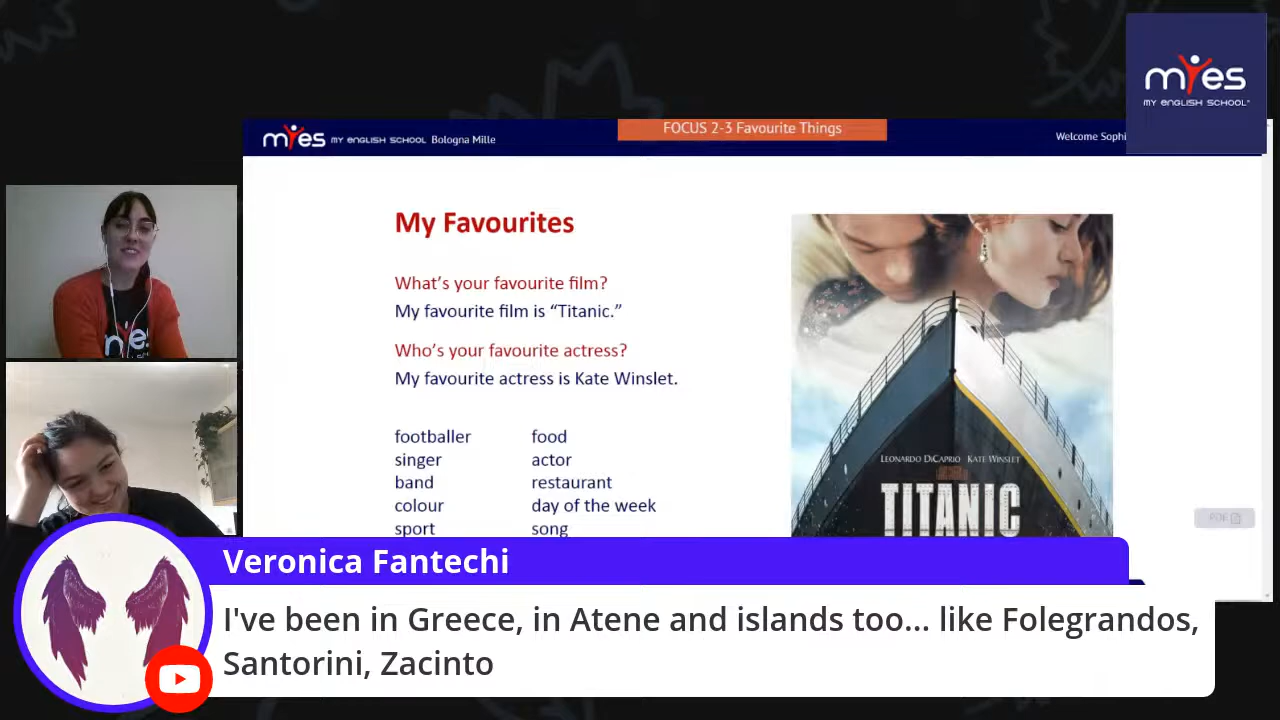 myes
MY ENGLISH SCHOOL®
myes MY ENGLISH SCHOOL Bologna Mille
FOCUS 2-3 Favourite Things
Welcome Sophi
My Favourites
What's your favourite film?
My favourite film is “Titanic.”
Who's your favourite actress?
My favourite actress is Kate Winslet.
footballer food
singer actor
band restaurant
colour day of the week
sport song
LEONARDO DICAPRIO KATE WINSLET
TITANIC
PDF
Veronica Fantechi
I've been in Greece, in Atene and islands too... like Folegrandos,
Santorini, Zacinto